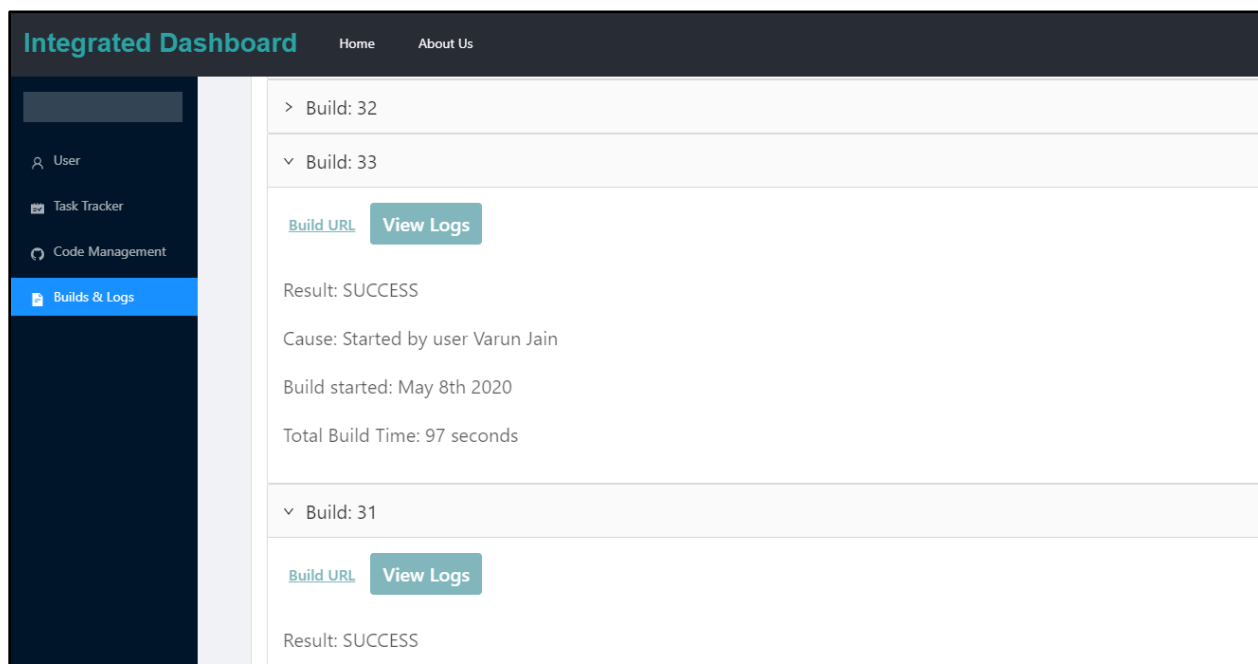 Integrated Dashboard Home About Us
User
Task Tracker
Code Management
Builds & Logs
Build: 32
Build: 33
Build URL View Logs
Result: SUCCESS
Cause: Started by user Varun Jain
Build started: May 8th 2020
Total Build Time: 97 seconds
Build: 31
Build URL View Logs
Result: SUCCESS